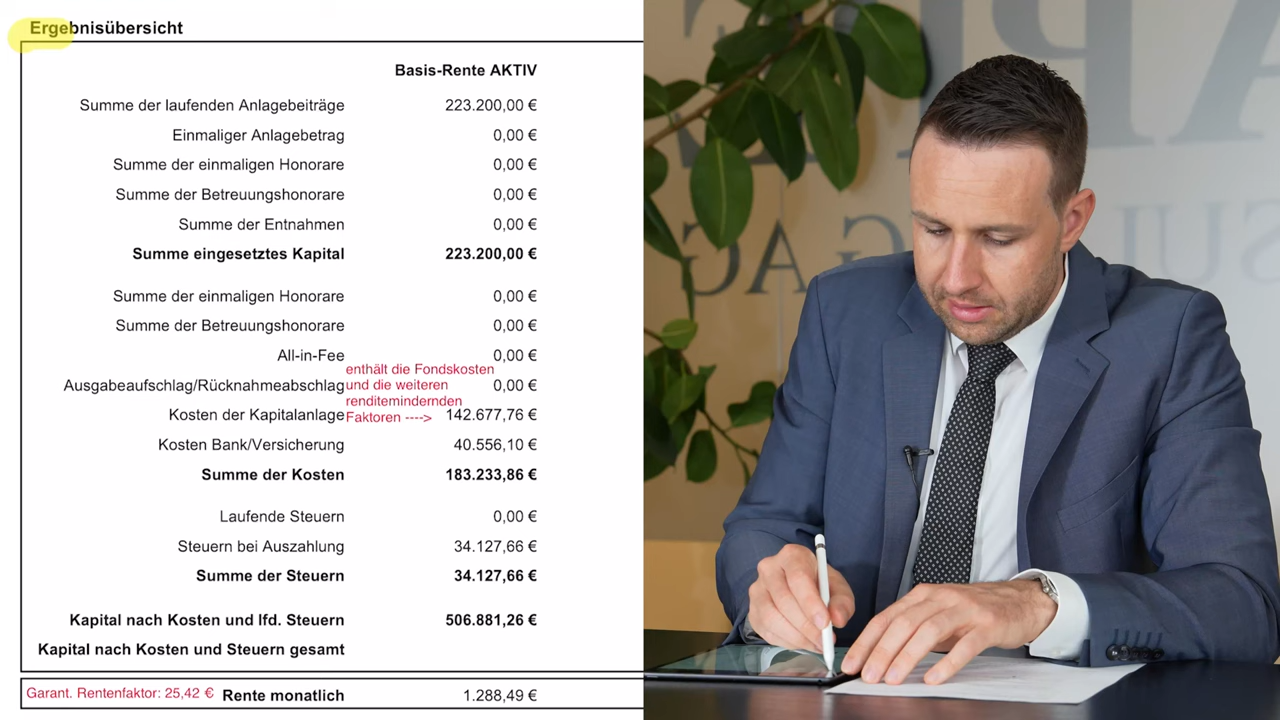 Ergebnisübersicht
Basis-Rente AKTIV
Summe der laufenden Anlagebeiträge 223.200,00 €
Einmaliger Anlagebetrag 0,00 €
Summe der einmaligen Honorare 0,00 €
Summe der Betreuungshonorare 0,00 €
Summe der Entnahmen 0,00 €
Summe eingesetztes Kapital 223.200,00 €
Summe der einmaligen Honorare 0,00 €
Summe der Betreuungshonorare 0,00 €
All-in-Fee 0,00 €
enthält die Fondskosten
und die weiteren
renditemindernden
Faktoren ---->
Ausgabeaufschlag/Rücknahmeabschlag 0,00 €
Kosten der Kapitalanlage 142.677,76 €
Kosten Bank/Versicherung 40.556,10 €
Summe der Kosten 183.233,86 €
Laufende Steuern 0,00 €
Steuern bei Auszahlung 34.127,66 €
Summe der Steuern 34.127,66 €
Kapital nach Kosten und lfd. Steuern 506.881,26 €
Kapital nach Kosten und Steuern gesamt
Garant. Rentenfaktor: 25,42 € Rente monatlich 1.288,49 €